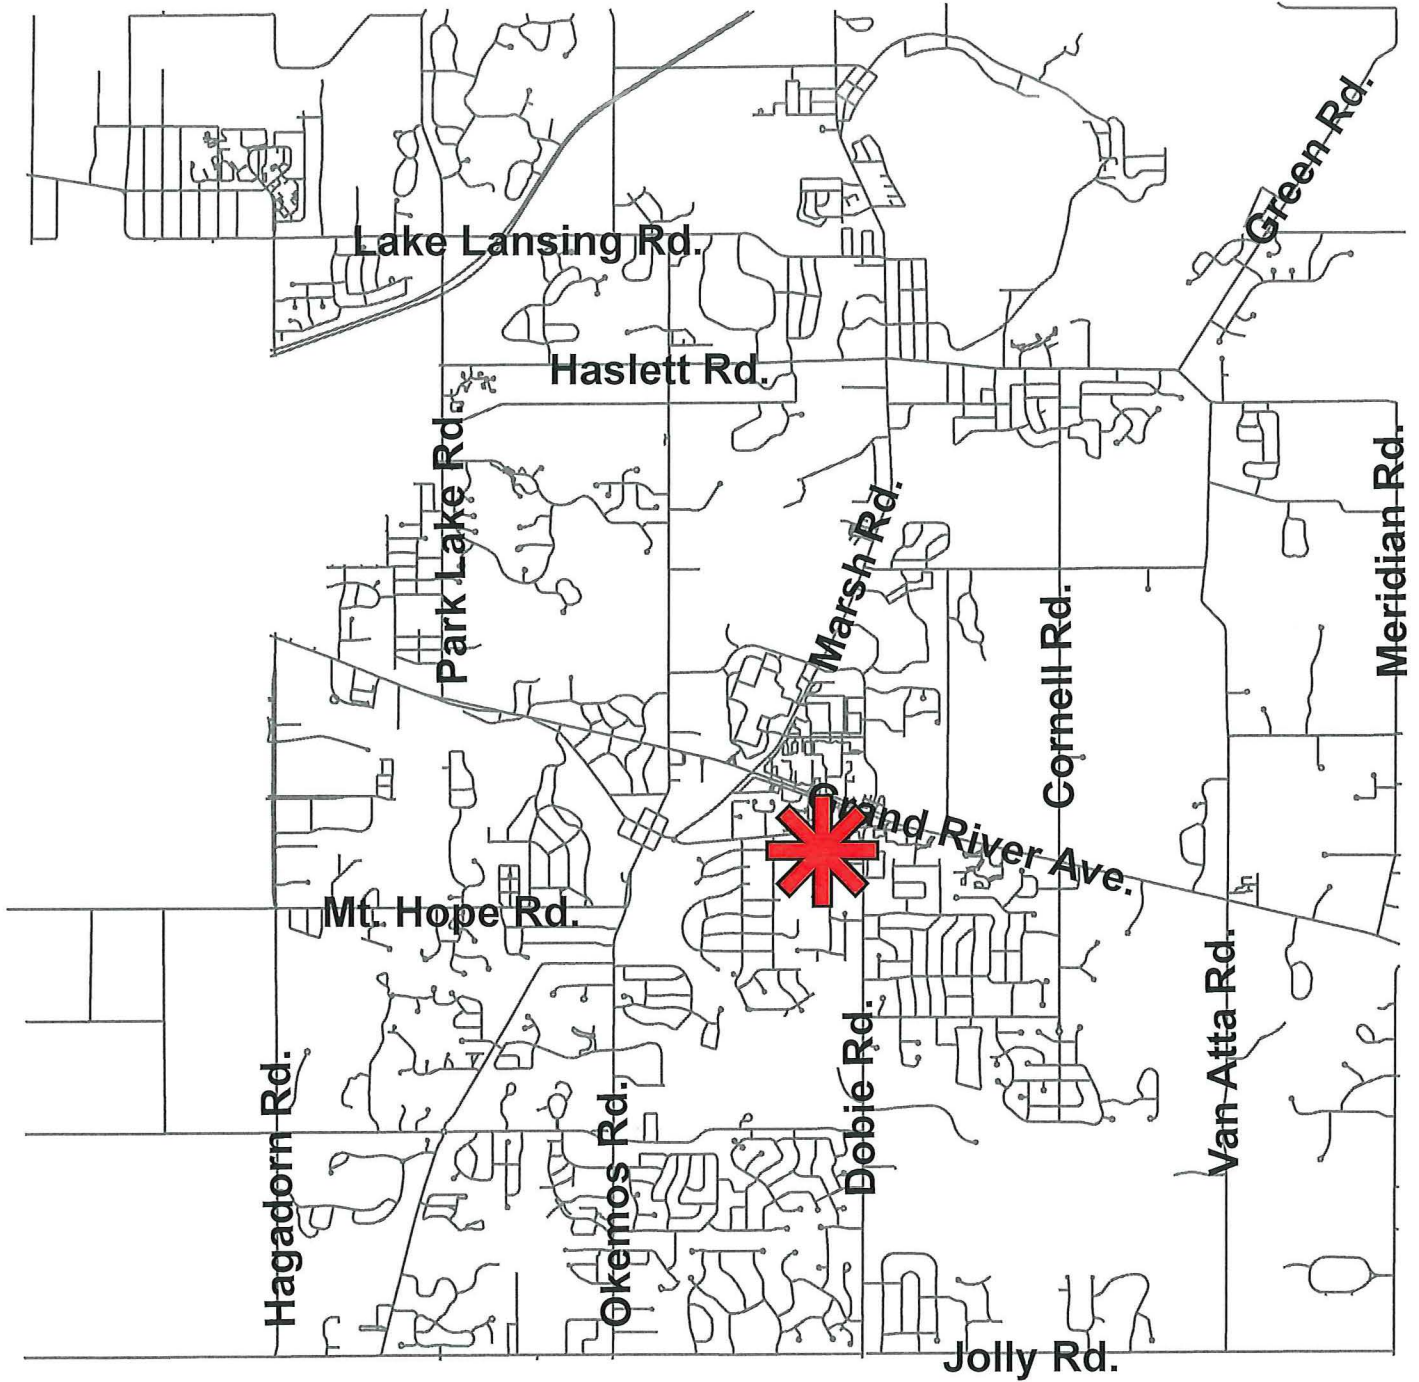 Green Rd.
Lake Lansing Rd.
Haslett Rd.
Park Lake Rd.
Meridian Rd.
Marsh Rd.
Cornell Rd.
Grand River Ave.
Mt. Hope Rd.
Van Atta Rd.
Dobie Rd.
Hagadorn Rd.
Okemos Rd.
Jolly Rd.